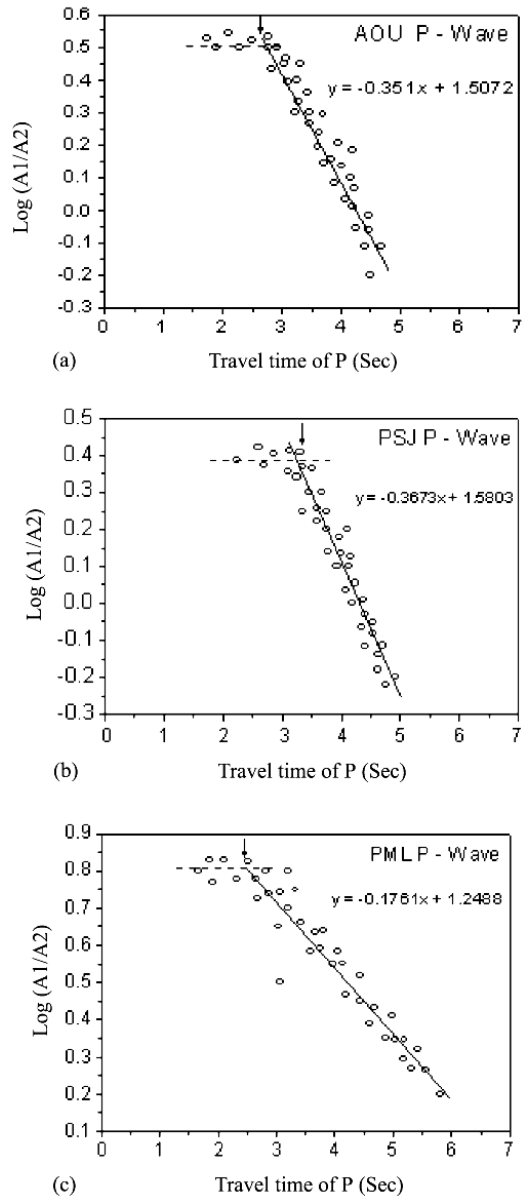 0.6
0.5
0.4
0.3
0.2
0.1
0.0
-0.1
-0.2
-0.3
AOU P - Wave
y = -0.351x + 1.5072
Log (A1/A2)
0 1 2 3 4 5 6 7
(a) Travel time of P (Sec)
0.5
0.4
0.3
0.2
0.1
0.0
-0.1
-0.2
-0.3
PSJ P - Wave
y = -0.3673x + 1.5803
Log (A1/A2)
0 1 2 3 4 5 6 7
(b) Travel time of P (Sec)
0.9
0.8
0.7
0.6
0.5
0.4
0.3
0.2
0.1
PML P - Wave
y = -0.1761x + 1.2488
Log (A1/A2)
0 1 2 3 4 5 6 7
(c) Travel time of P (Sec)